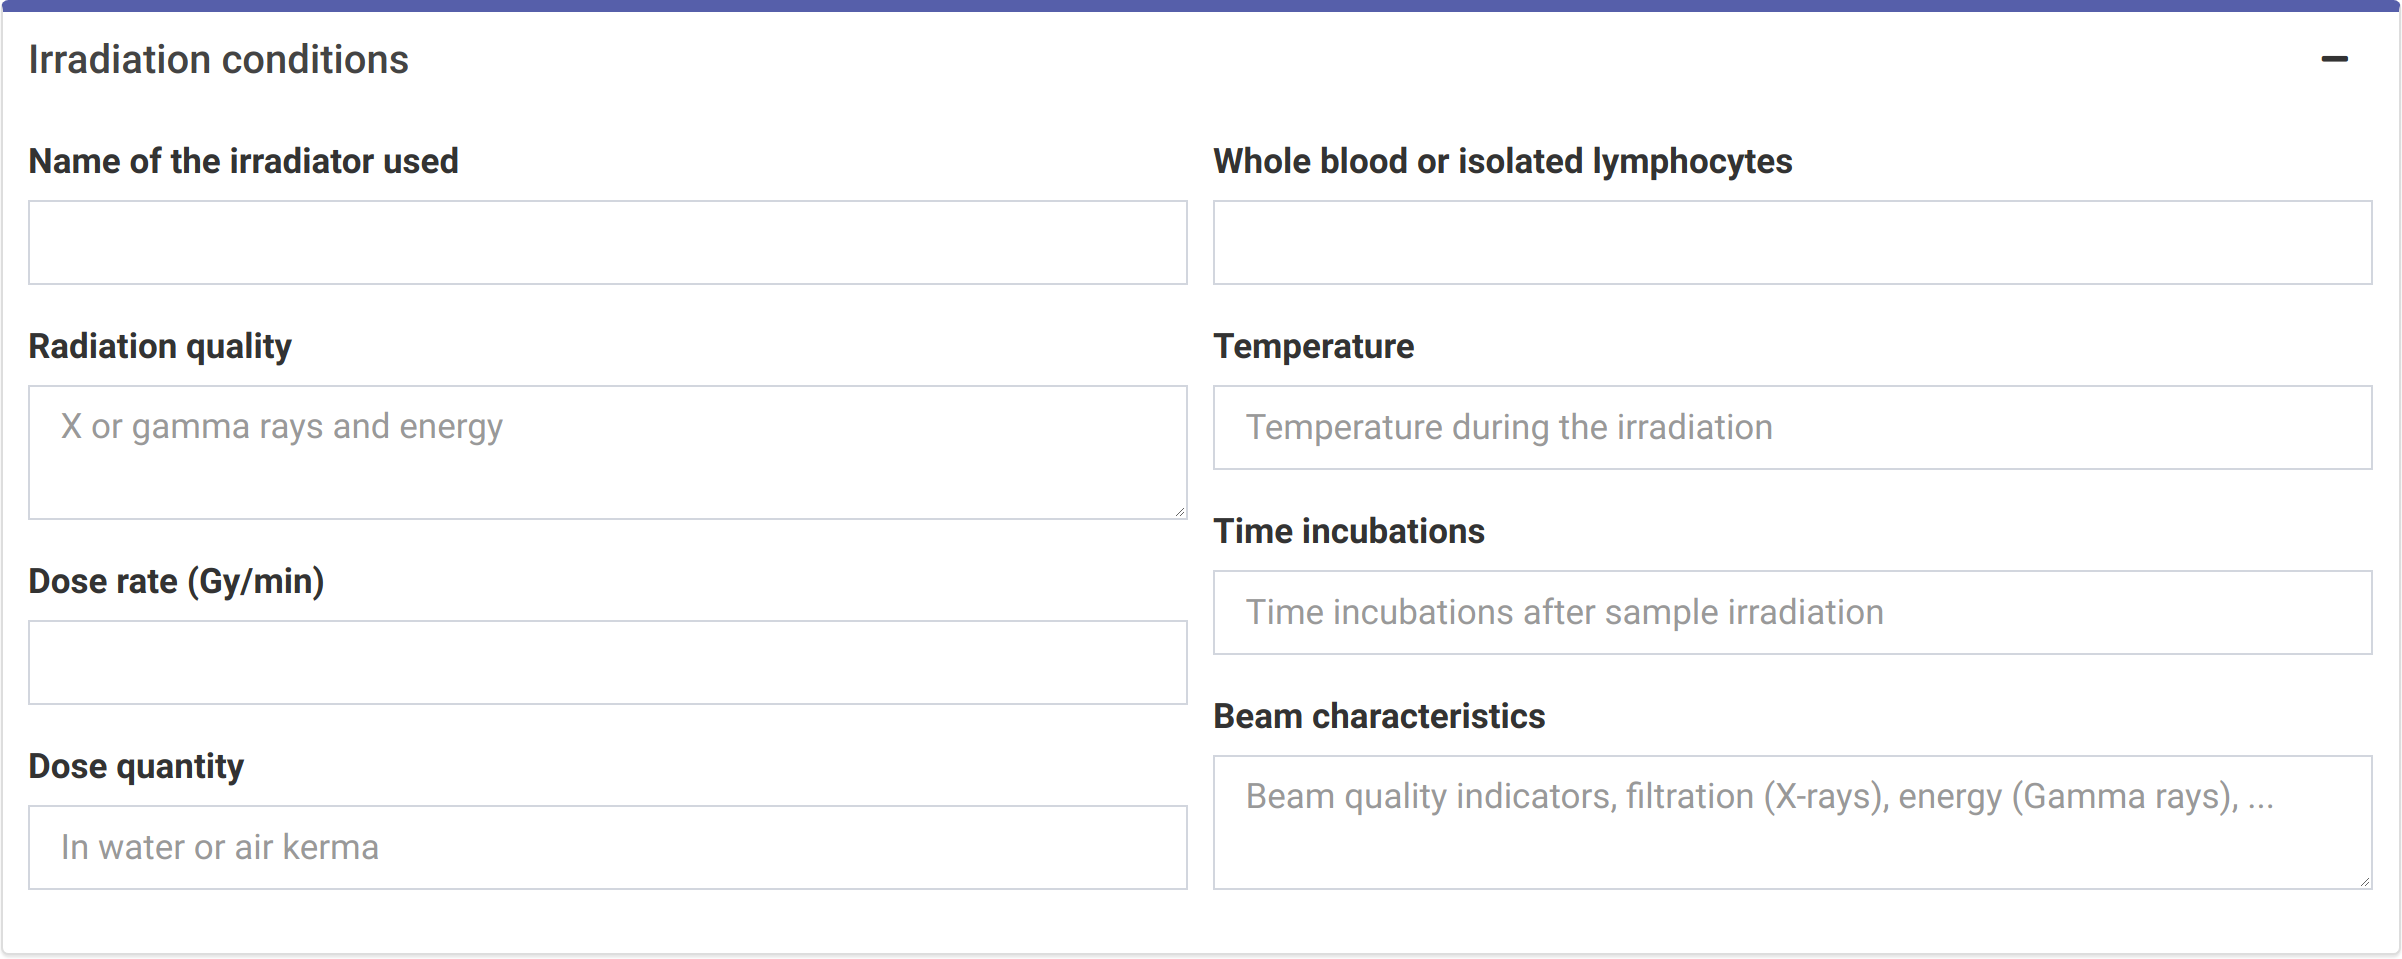 Irradiation conditions
Name of the irradiator used
Radiation quality
X or gamma rays and energy
Dose rate (Gy/min)
Dose quantity
In water or air kerma
Whole blood or isolated lymphocytes
Temperature
Temperature during the irradiation
Time incubations
Time incubations after sample irradiation
Beam characteristics
Beam quality indicators, filtration (X-rays), energy (Gamma rays), ...